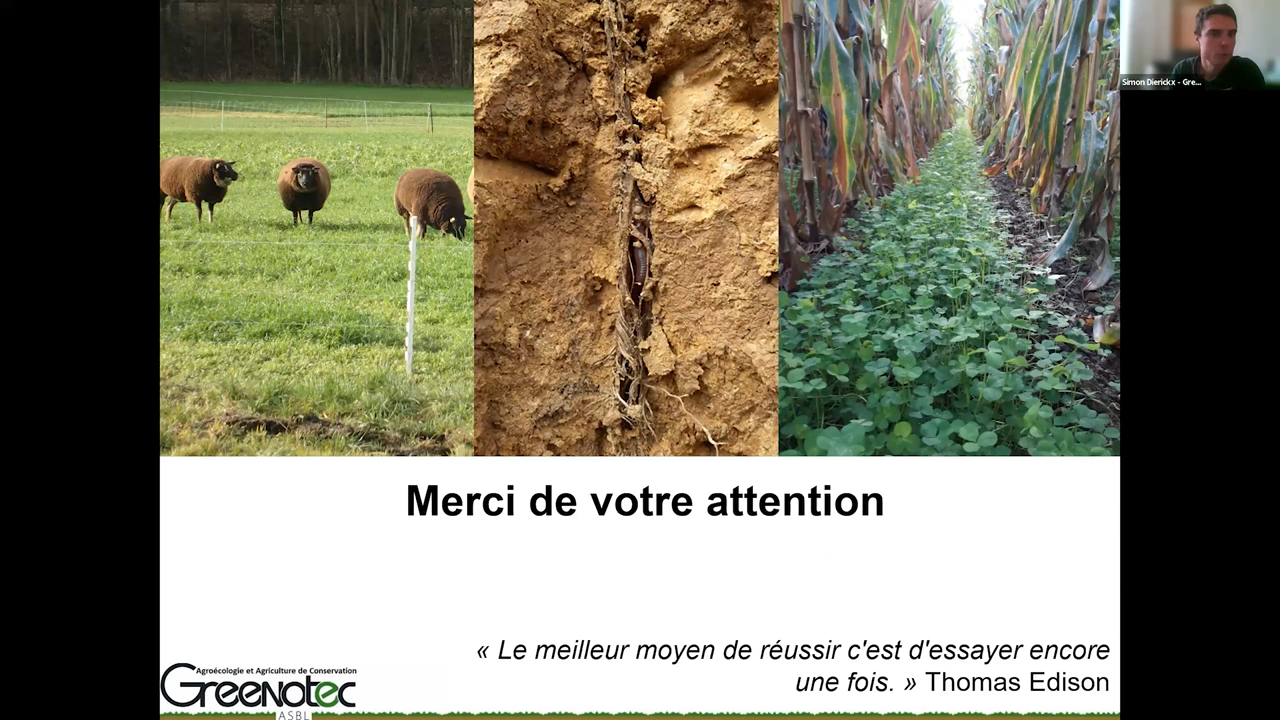 Simon Dierickx - Gre...
Merci de votre attention
« Le meilleur moyen de réussir c'est d'essayer encore
une fois. » Thomas Edison
Agroécologie et Agriculture de Conservation
Greenotec
ASBL